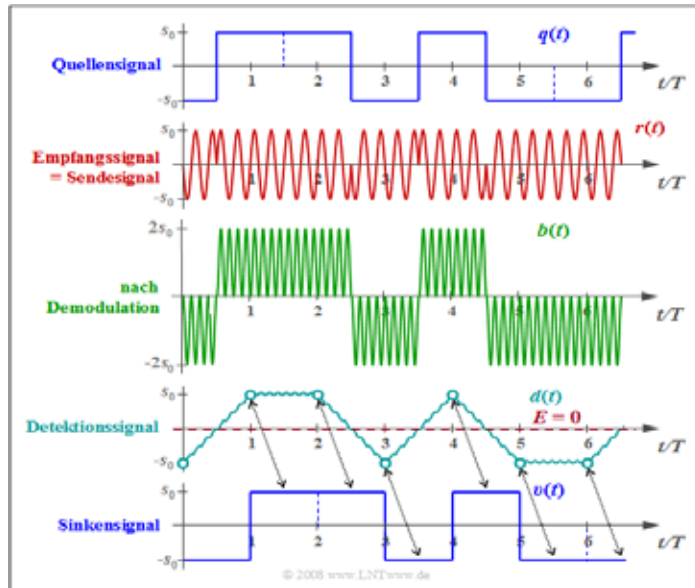 s₀ q(t)
Quellensignal 1 2 3 4 5 6
-s₀ t/T
s₀ r(t)
Empfangssignal
= Sendesignal 1 2 3 4 5 6
-s₀ t/T
2s₀ b(t)
nach
Demodulation 1 2 3 4 5 6 t/T
-2s₀
s₀ d(t)
E = 0
Detektionssignal
-s₀ 1 2 3 4 5 6 t/T
s₀ v(t)
Sinkensignal 1 2 3 4 5 6
-s₀ t/T
© 2008 www.LNTwww.de